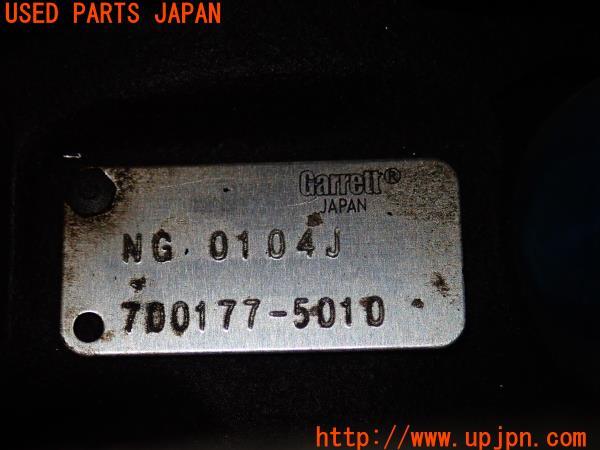 USED PARTS JAPAN
Garrett®
JAPAN
NG 0104J
700177-5010
http://www.upjpn.com/